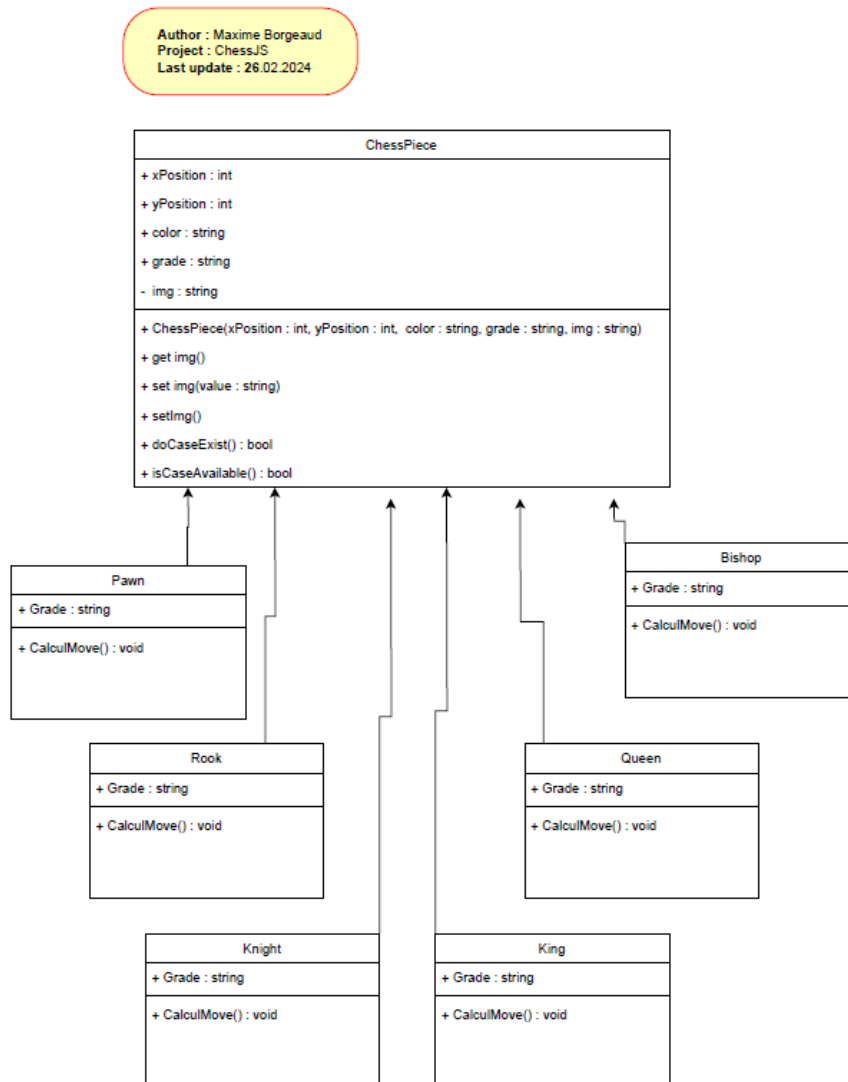 Author : Maxime Borgeaud
Project : ChessJS
Last update : 26.02.2024
ChessPiece
+ xPosition : int
+ yPosition : int
+ color : string
+ grade : string
- img : string
+ ChessPiece(xPosition : int, yPosition : int, color : string, grade : string, img : string)
+ get img()
+ set img(value : string)
+ setImg()
+ doCaseExist() : bool
+ isCaseAvailable() : bool
Pawn
+ Grade : string
+ CalculMove() : void
Bishop
+ Grade : string
+ CalculMove() : void
Rook
+ Grade : string
+ CalculMove() : void
Queen
+ Grade : string
+ CalculMove() : void
Knight
+ Grade : string
+ CalculMove() : void
King
+ Grade : string
+ CalculMove() : void